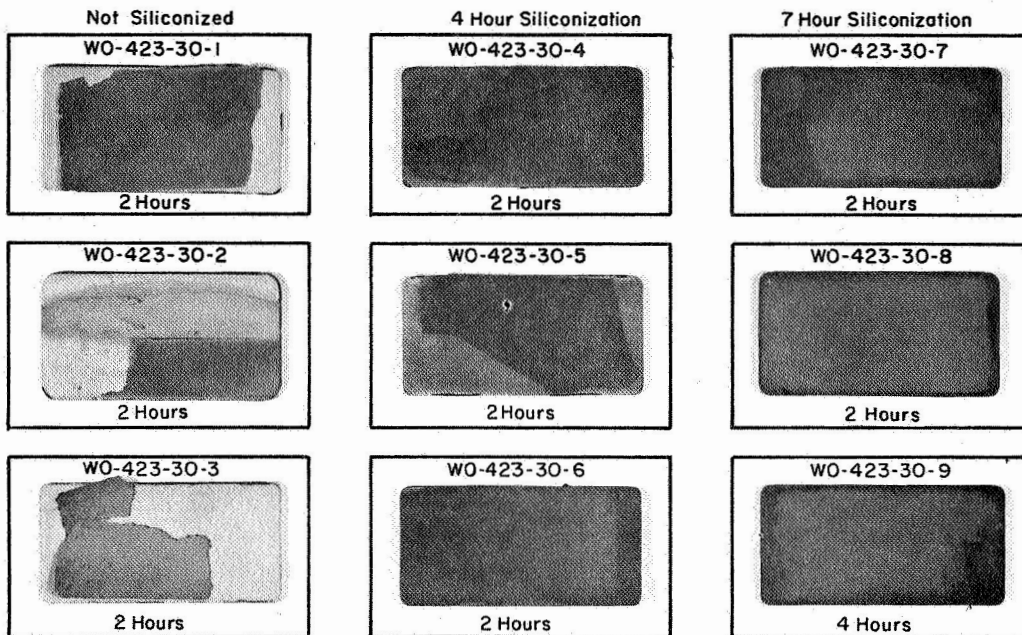 Not Siliconized
4 Hour Siliconization
7 Hour Siliconization
WO-423-30-1
WO-423-30-4
WO-423-30-7
2 Hours
2 Hours
2 Hours
WO-423-30-2
WO-423-30-5
WO-423-30-8
2 Hours
2 Hours
2 Hours
WO-423-30-3
WO-423-30-6
WO-423-30-9
2 Hours
2 Hours
4 Hours